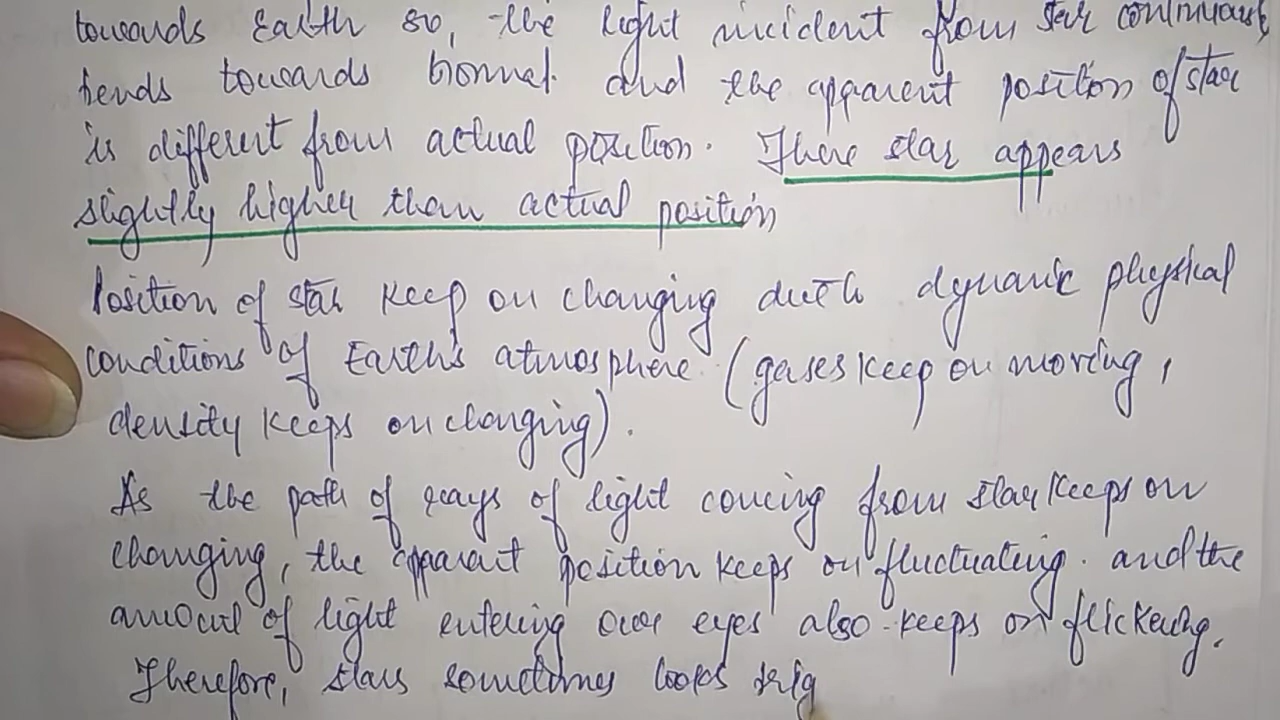 towards Earth so, the light incident from star continuously
bends towards normal and the apparent position of star
is different from actual position. There star appears
slightly higher than actual position
Position of star keep on changing due to dynamic physical
conditions of Earth's atmosphere. (gases keep on moving,
density keeps on changing).
As the path of rays of light coming from star keeps on
changing, the apparent position keeps on fluctuating. and the
amount of light entering our eyes also keeps on flickering.
Therefore, stars sometimes looks brig